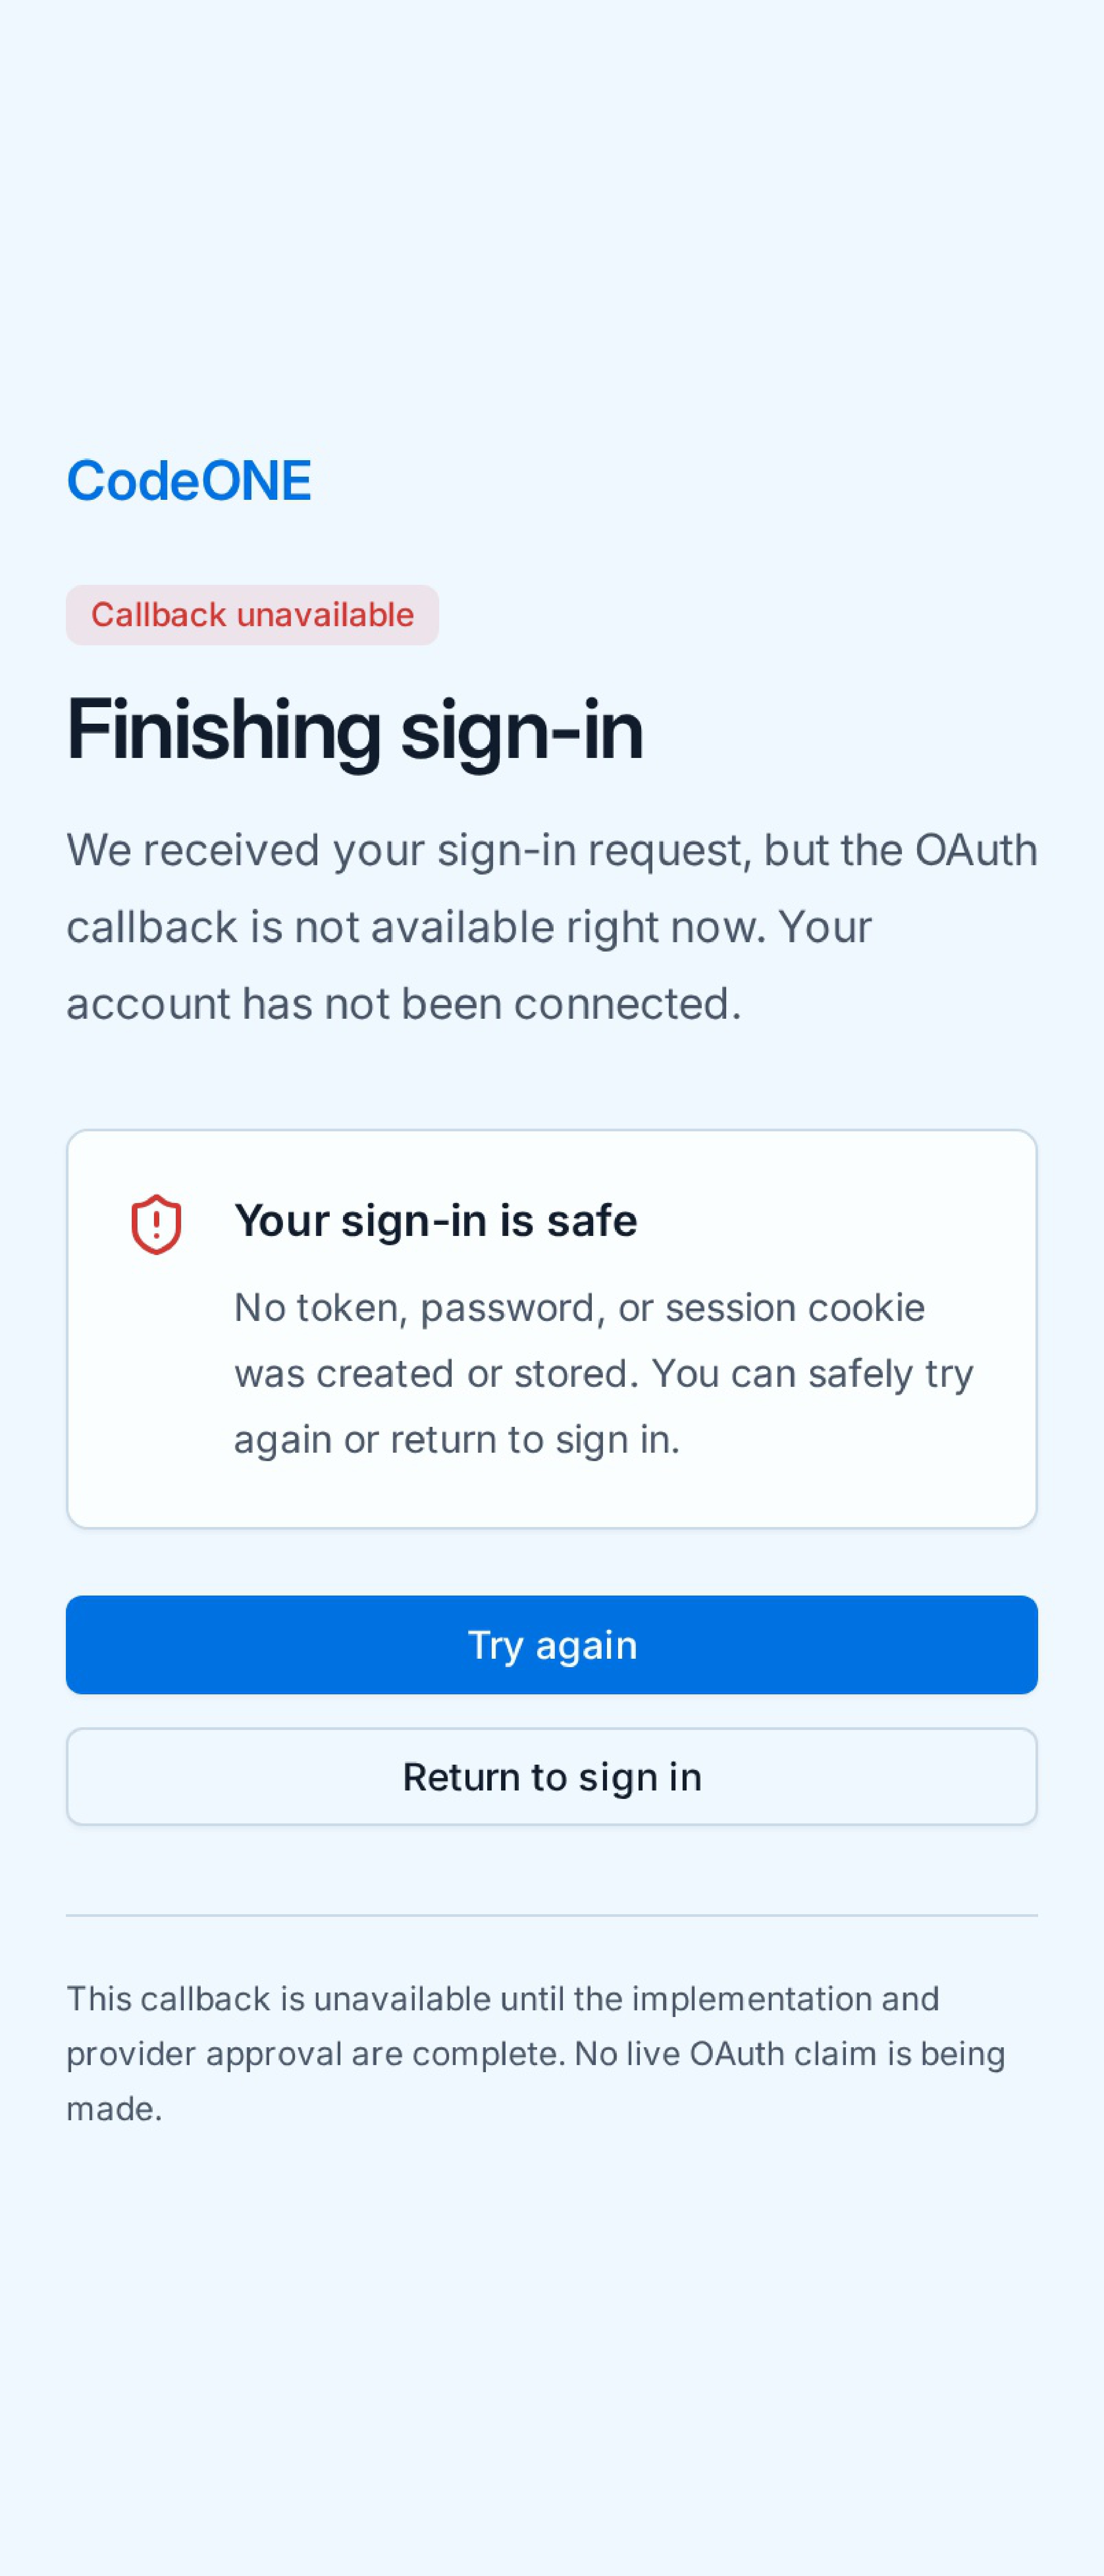 CodeONE
Callback unavailable
Finishing sign-in
We received your sign-in request, but the OAuth
callback is not available right now. Your
account has not been connected.
Your sign-in is safe
No token, password, or session cookie
was created or stored. You can safely try
again or return to sign in.
Try again
Return to sign in
This callback is unavailable until the implementation and
provider approval are complete. No live OAuth claim is being
made.